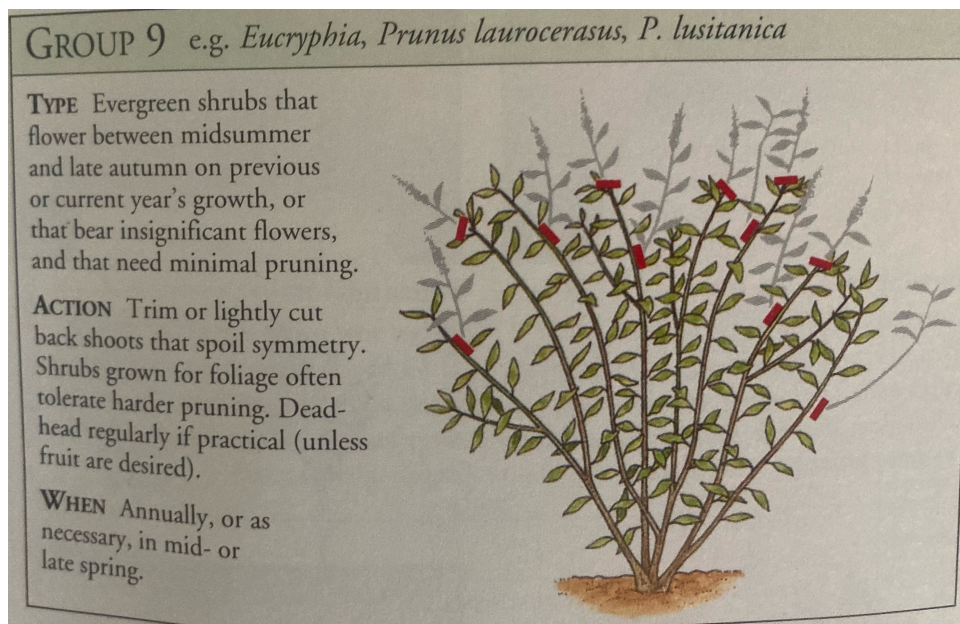 GROUP 9 e.g. Eucryphia, Prunus laurocerasus, P. lusitanica
TYPE Evergreen shrubs that
flower between midsummer
and late autumn on previous
or current year's growth, or
that bear insignificant flowers,
and that need minimal pruning.
ACTION Trim or lightly cut
back shoots that spoil symmetry.
Shrubs grown for foliage often
tolerate harder pruning. Dead-
head regularly if practical (unless
fruit are desired).
WHEN Annually, or as
necessary, in mid- or
late spring.